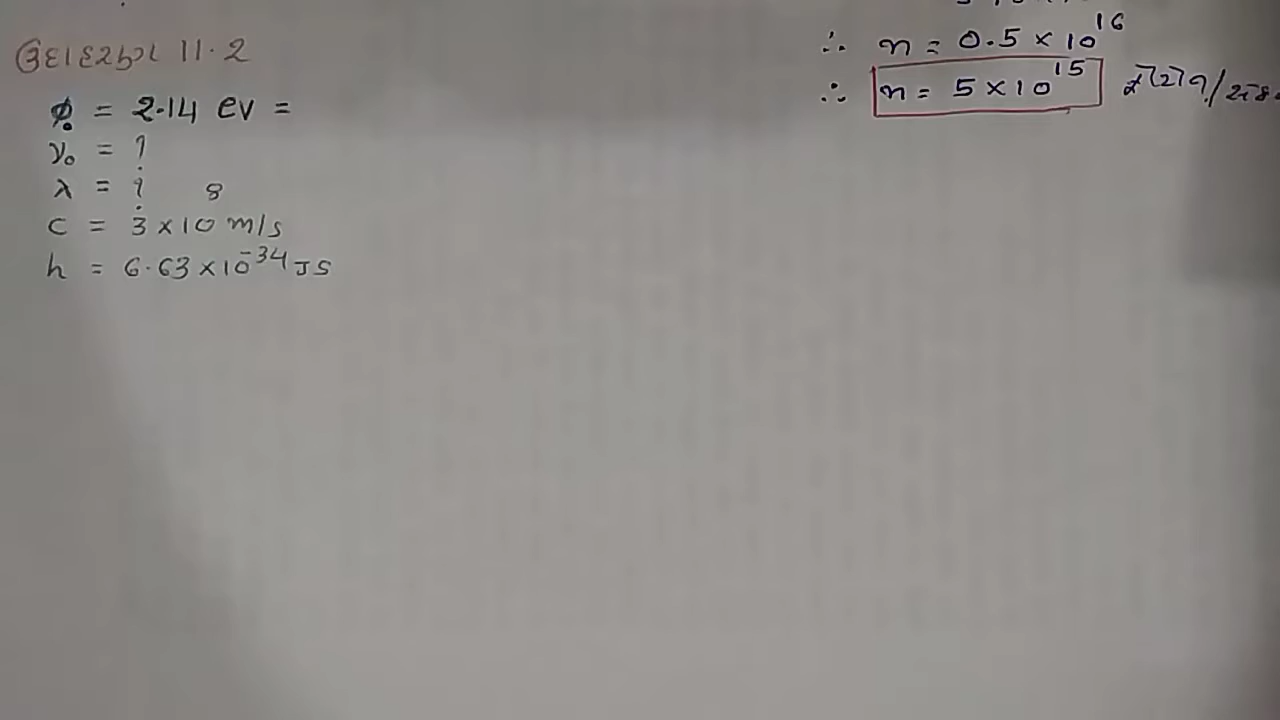 ઉદાહરણ 11.2
ϕ₀ = 2.14 eV =
ν₀ = ?
λ = ?
c = 3 × 10⁸ m/s
h = 6.63 × 10⁻³⁴ JS
∴ n = 0.5 × 10¹⁶
∴ n = 5 × 10¹⁵